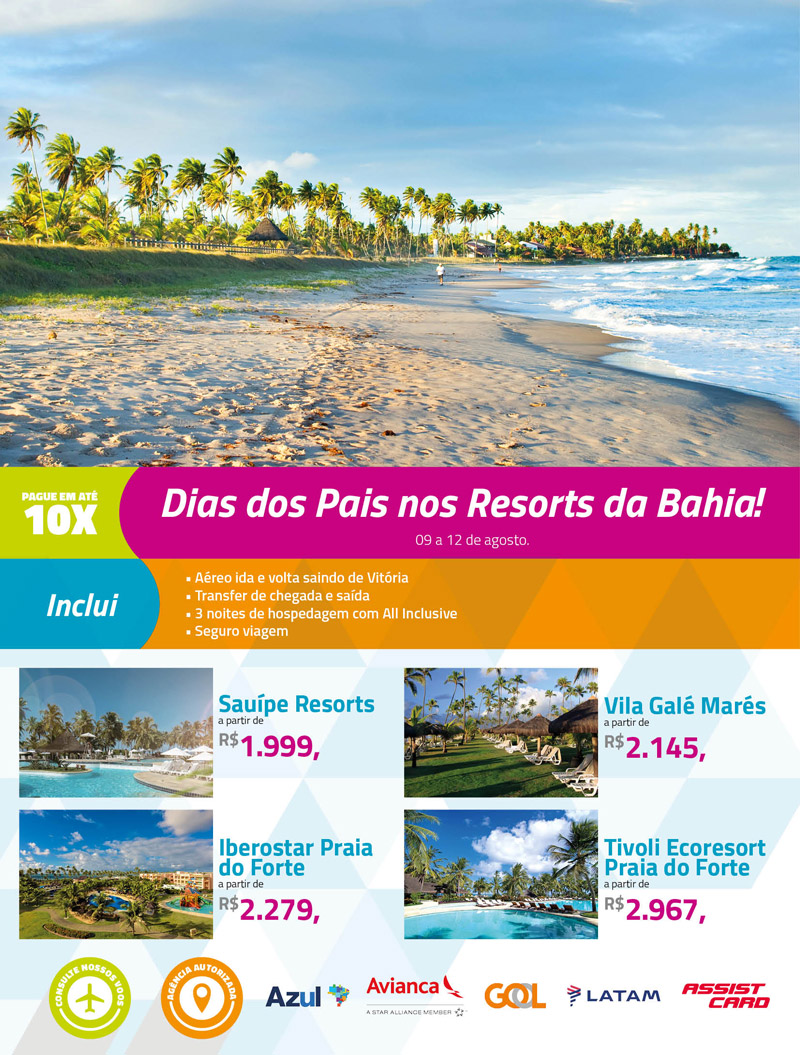 PAGUE EM ATÉ
10X
Dias dos Pais nos Resorts da Bahia!
09 a 12 de agosto.
Inclui
• Aéreo ida e volta saindo de Vitória
• Transfer de chegada e saída
• 3 noites de hospedagem com All Inclusive
• Seguro viagem
Sauípe Resorts
a partir de
R$1.999,
Vila Galé Marés
a partir de
R$2.145,
Iberostar Praia
do Forte
a partir de
R$2.279,
Tivoli Ecoresort
Praia do Forte
a partir de
R$2.967,
CONSULTE NOSSOS VOOS
AGÊNCIA AUTORIZADA
Azul
Avianca
A STAR ALLIANCE MEMBER
GOL
LATAM
ASSIST
CARD